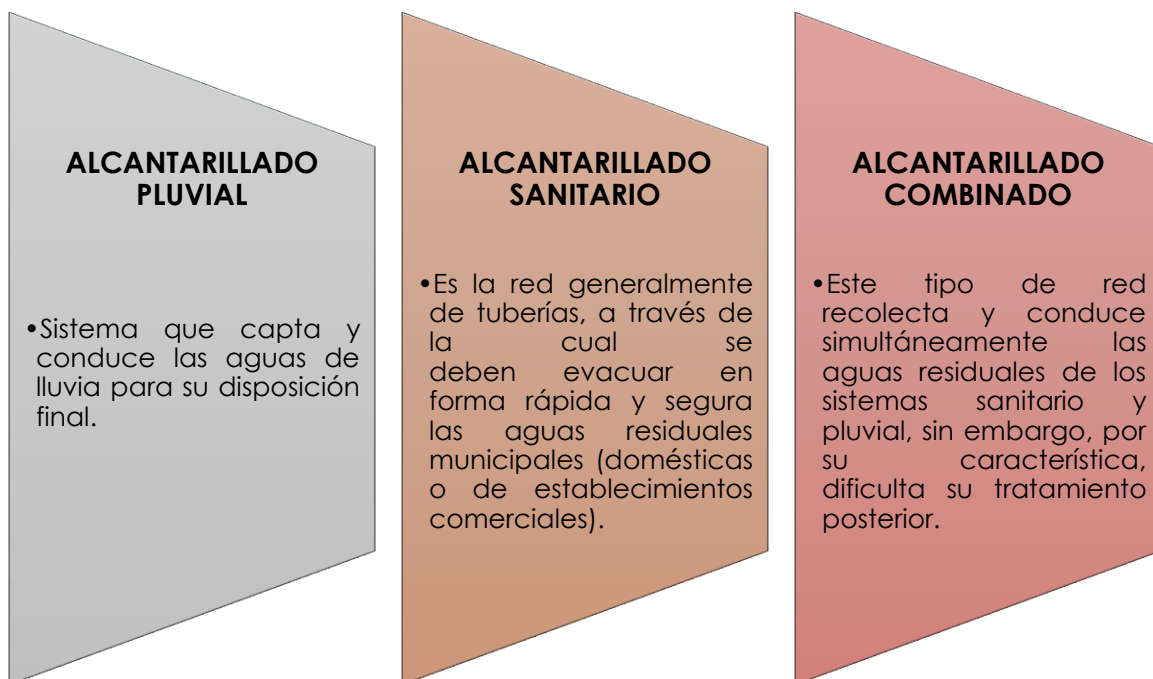 ALCANTARILLADO
PLUVIAL
•Sistema que capta y
conduce las aguas de
lluvia para su disposición
final.
ALCANTARILLADO
SANITARIO
•Es la red generalmente
de tuberías, a través de
la cual se
deben evacuar en
forma rápida y segura
las aguas residuales
municipales (domésticas
o de establecimientos
comerciales).
ALCANTARILLADO
COMBINADO
•Este tipo de red
recolecta y conduce
simultáneamente las
aguas residuales de los
sistemas sanitario y
pluvial, sin embargo, por
su característica,
dificulta su tratamiento
posterior.